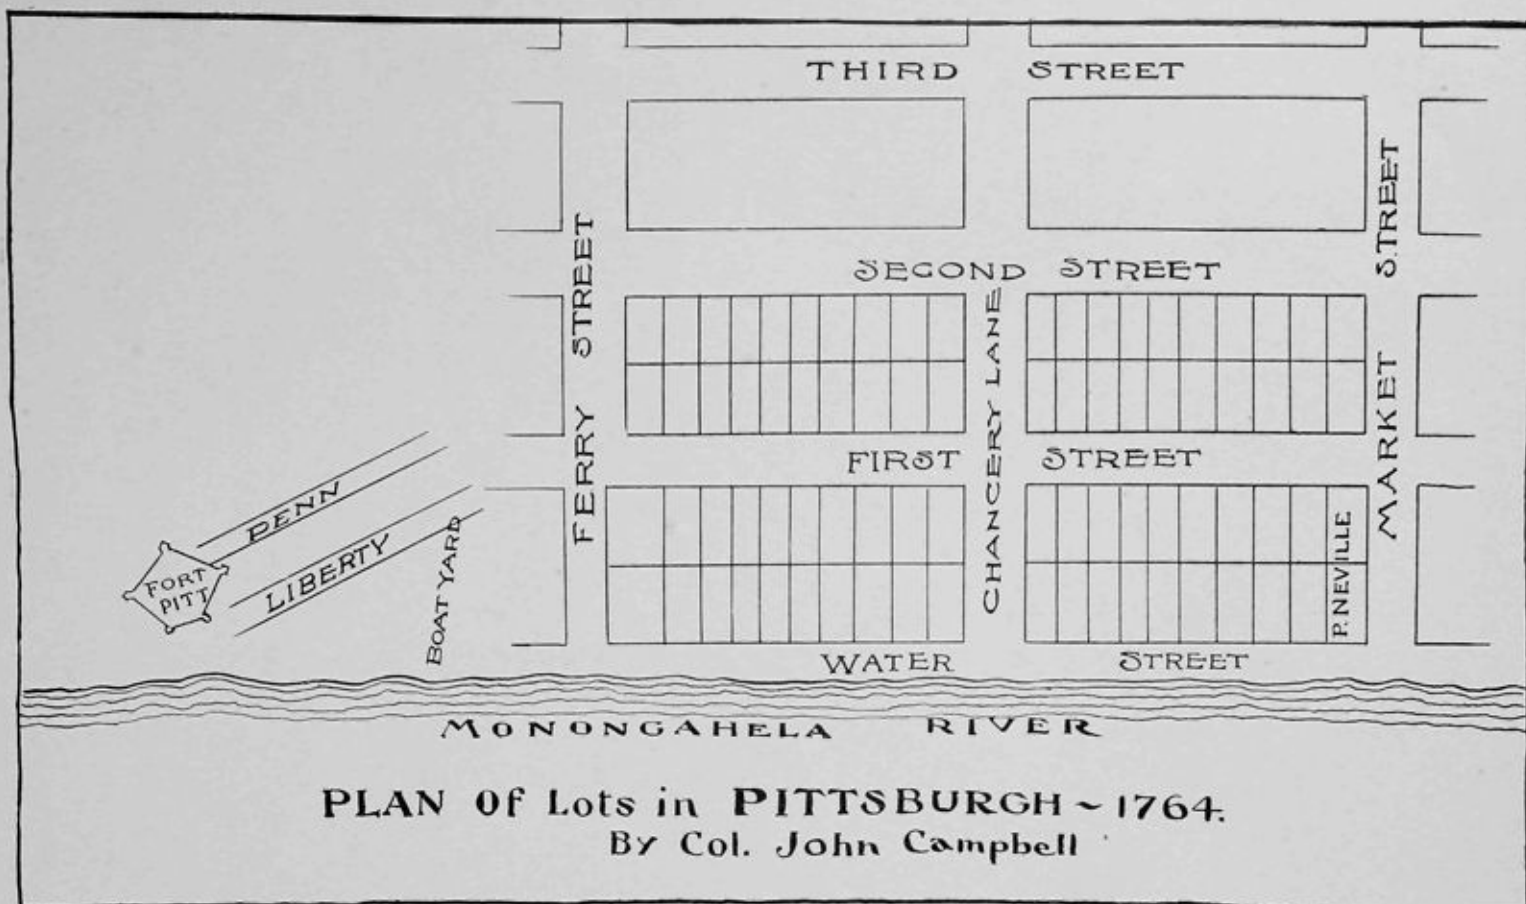 THIRD STREET
SECOND STREET
FERRY STREET
CHANCERY LANE
MARKET STREET
FIRST STREET
PENN
LIBERTY
BOAT YARD
FORT
PITT
P. NEVILLE
WATER STREET
MONONGAHELA RIVER
PLAN Of Lots in PITTSBURGH ~ 1764.
By Col. John Campbell